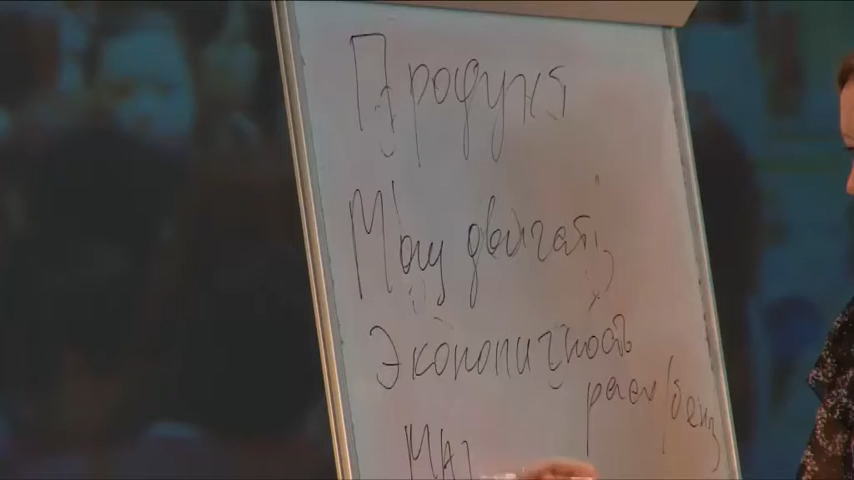 Продукт
Мощ двигат
Экономичность
расх/бенз